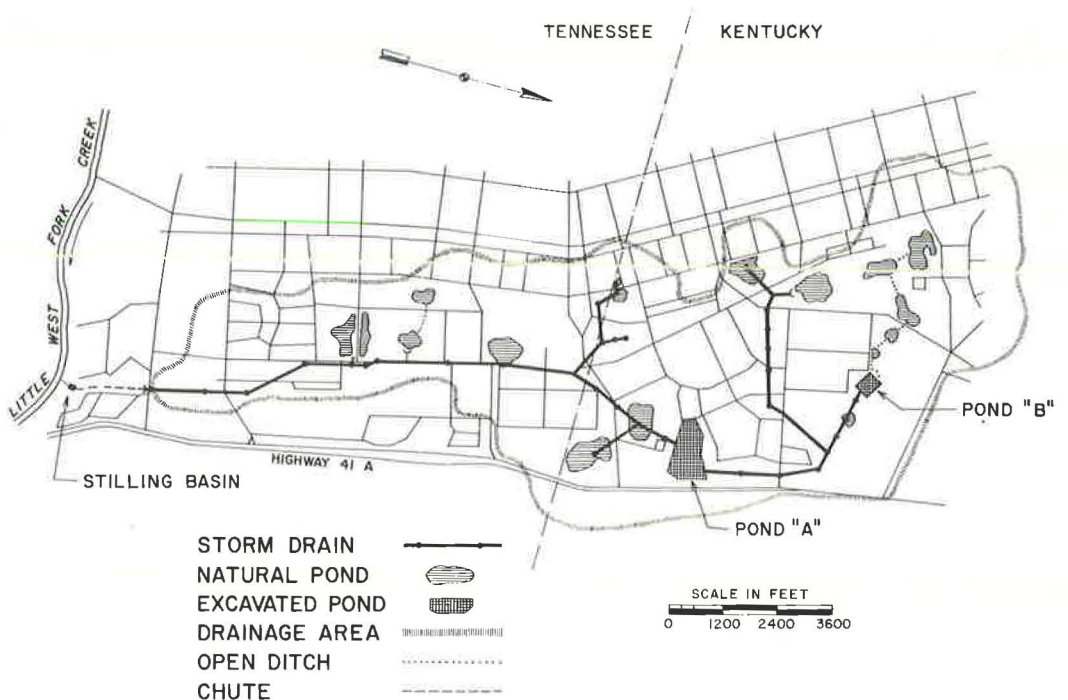 TENNESSEE KENTUCKY
LITTLE WEST FORK CREEK
POND "B"
HIGHWAY 41 A
STILLING BASIN
POND "A"
STORM DRAIN
NATURAL POND
EXCAVATED POND
DRAINAGE AREA
OPEN DITCH
CHUTE
SCALE IN FEET
0 1200 2400 3600